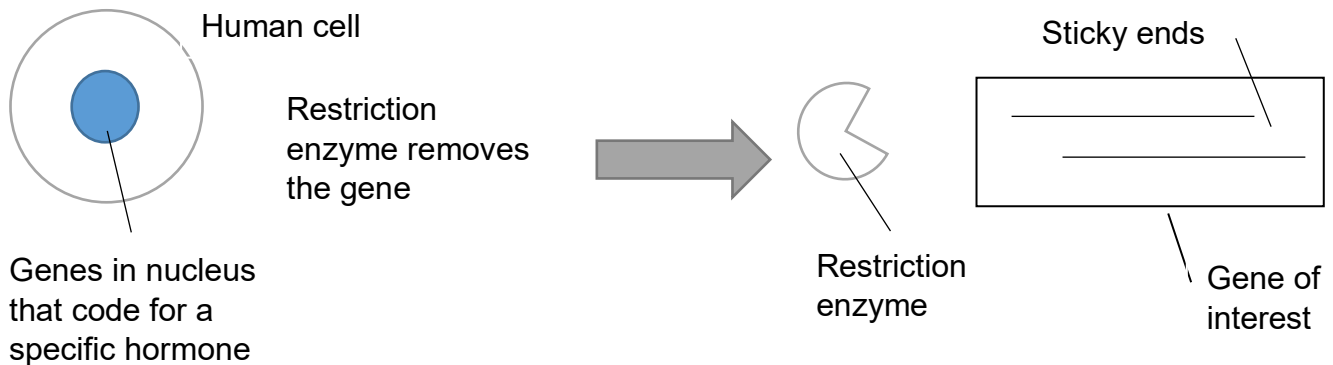 Human cell
Restriction
enzyme removes
the gene
Genes in nucleus
that code for a
specific hormone
Sticky ends
Restriction
enzyme
Gene of
interest